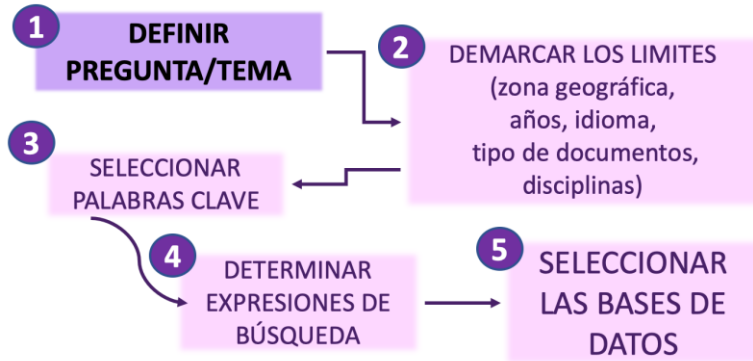 1
DEFINIR
PREGUNTA/TEMA
2
DEMARCAR LOS LIMITES
(zona geográfica,
años, idioma,
tipo de documentos,
disciplinas)
3
SELECCIONAR
PALABRAS CLAVE
4
DETERMINAR
EXPRESIONES DE
BÚSQUEDA
5
SELECCIONAR
LAS BASES DE
DATOS